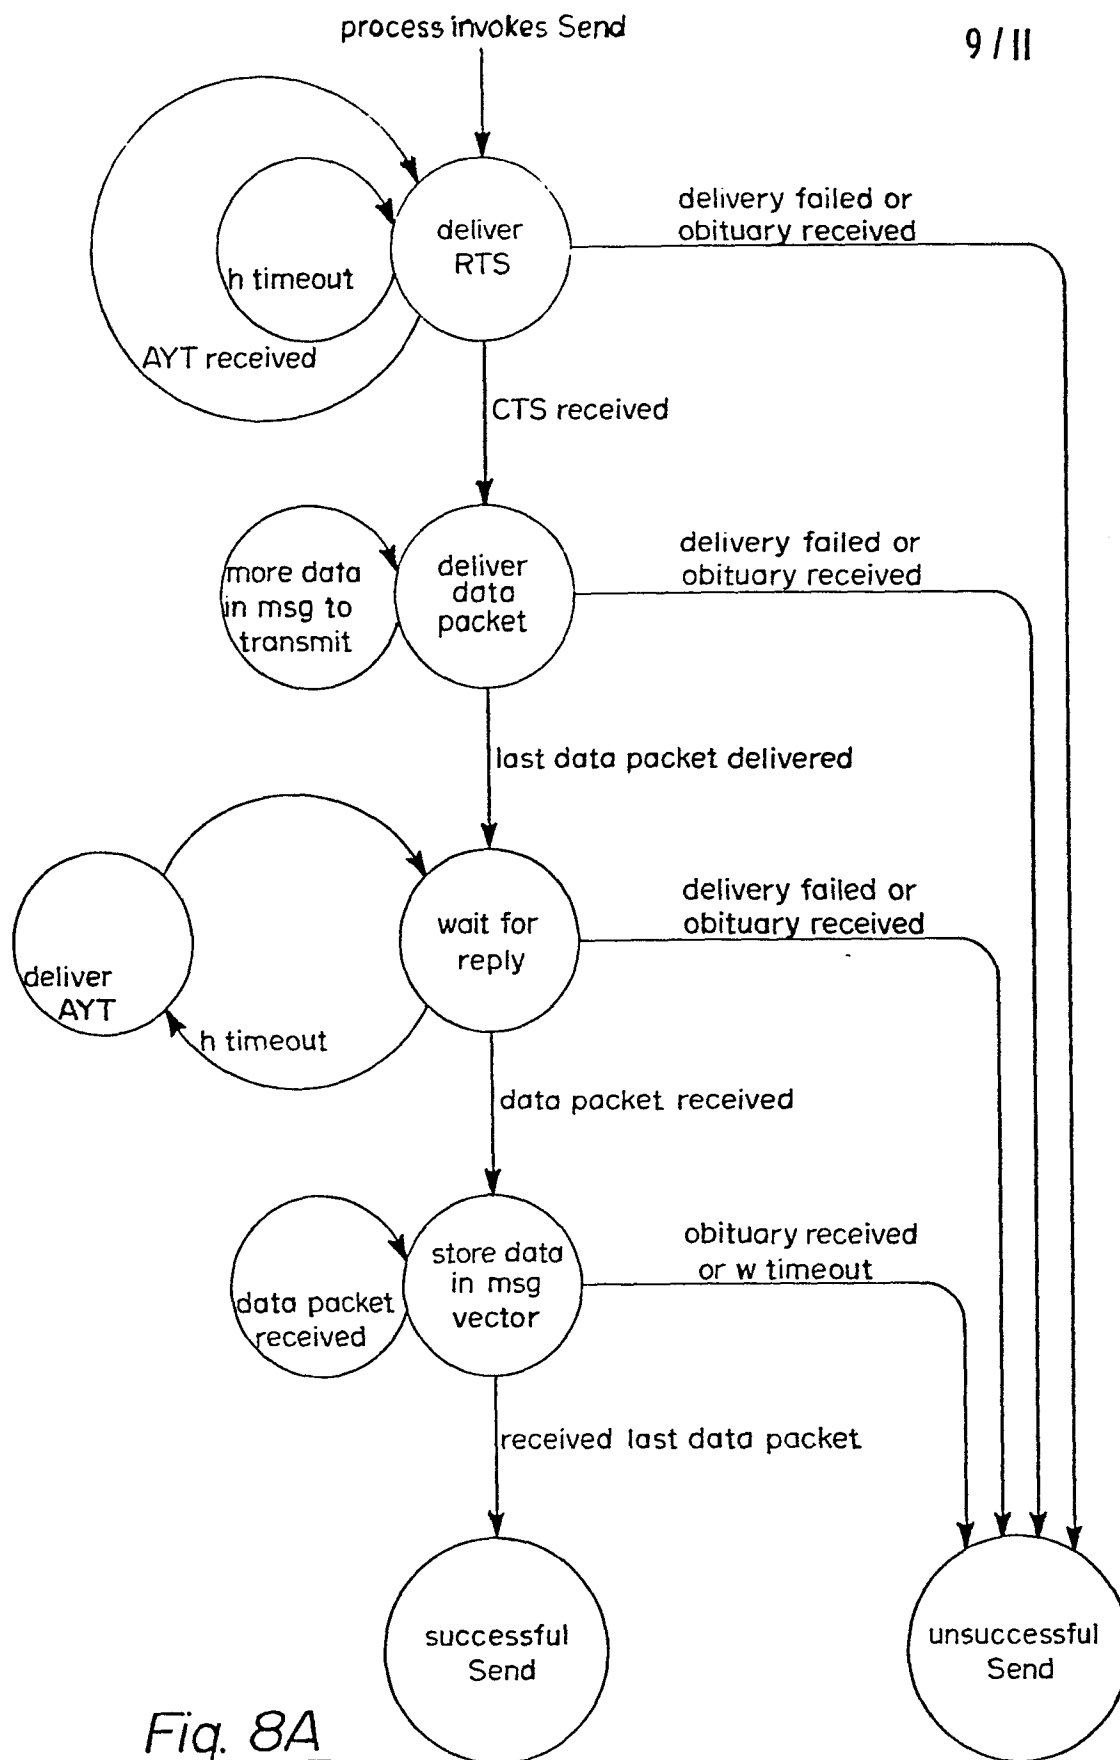 process invokes Send
9/11
deliver
RTS
delivery failed or
obituary received
h timeout
AYT received
CTS received
more data
in msg to
transmit
deliver
data
packet
delivery failed or
obituary received
last data packet delivered
deliver
AYT
wait for
reply
delivery failed or
obituary received
h timeout
data packet received
data packet
received
store data
in msg
vector
obituary received
or w timeout
received last data packet
successful
Send
unsuccessful
Send
Fig. 8A